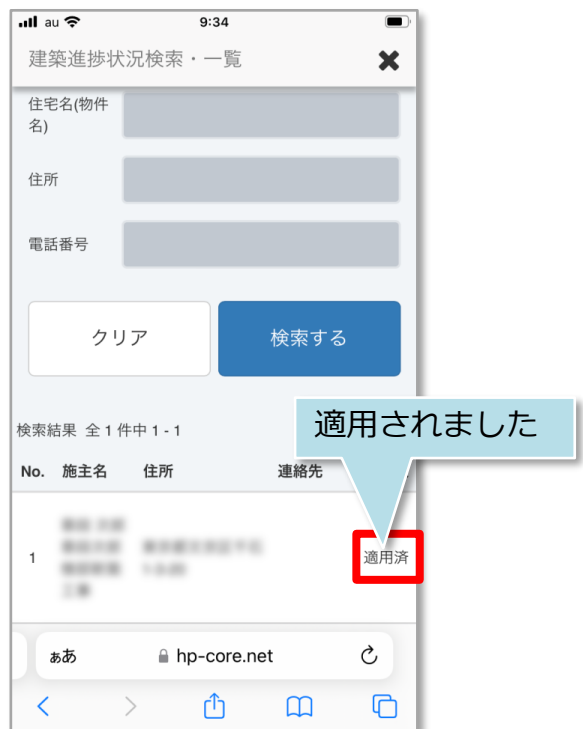 au 9:34
建築進捗状況検索・一覧
住宅名(物件
名)
住所
電話番号
クリア
検索する
検索結果 全 1 件中 1 - 1
適用されました
No. 施主名 住所 連絡先
1
適用済
ぁあ hp-core.net